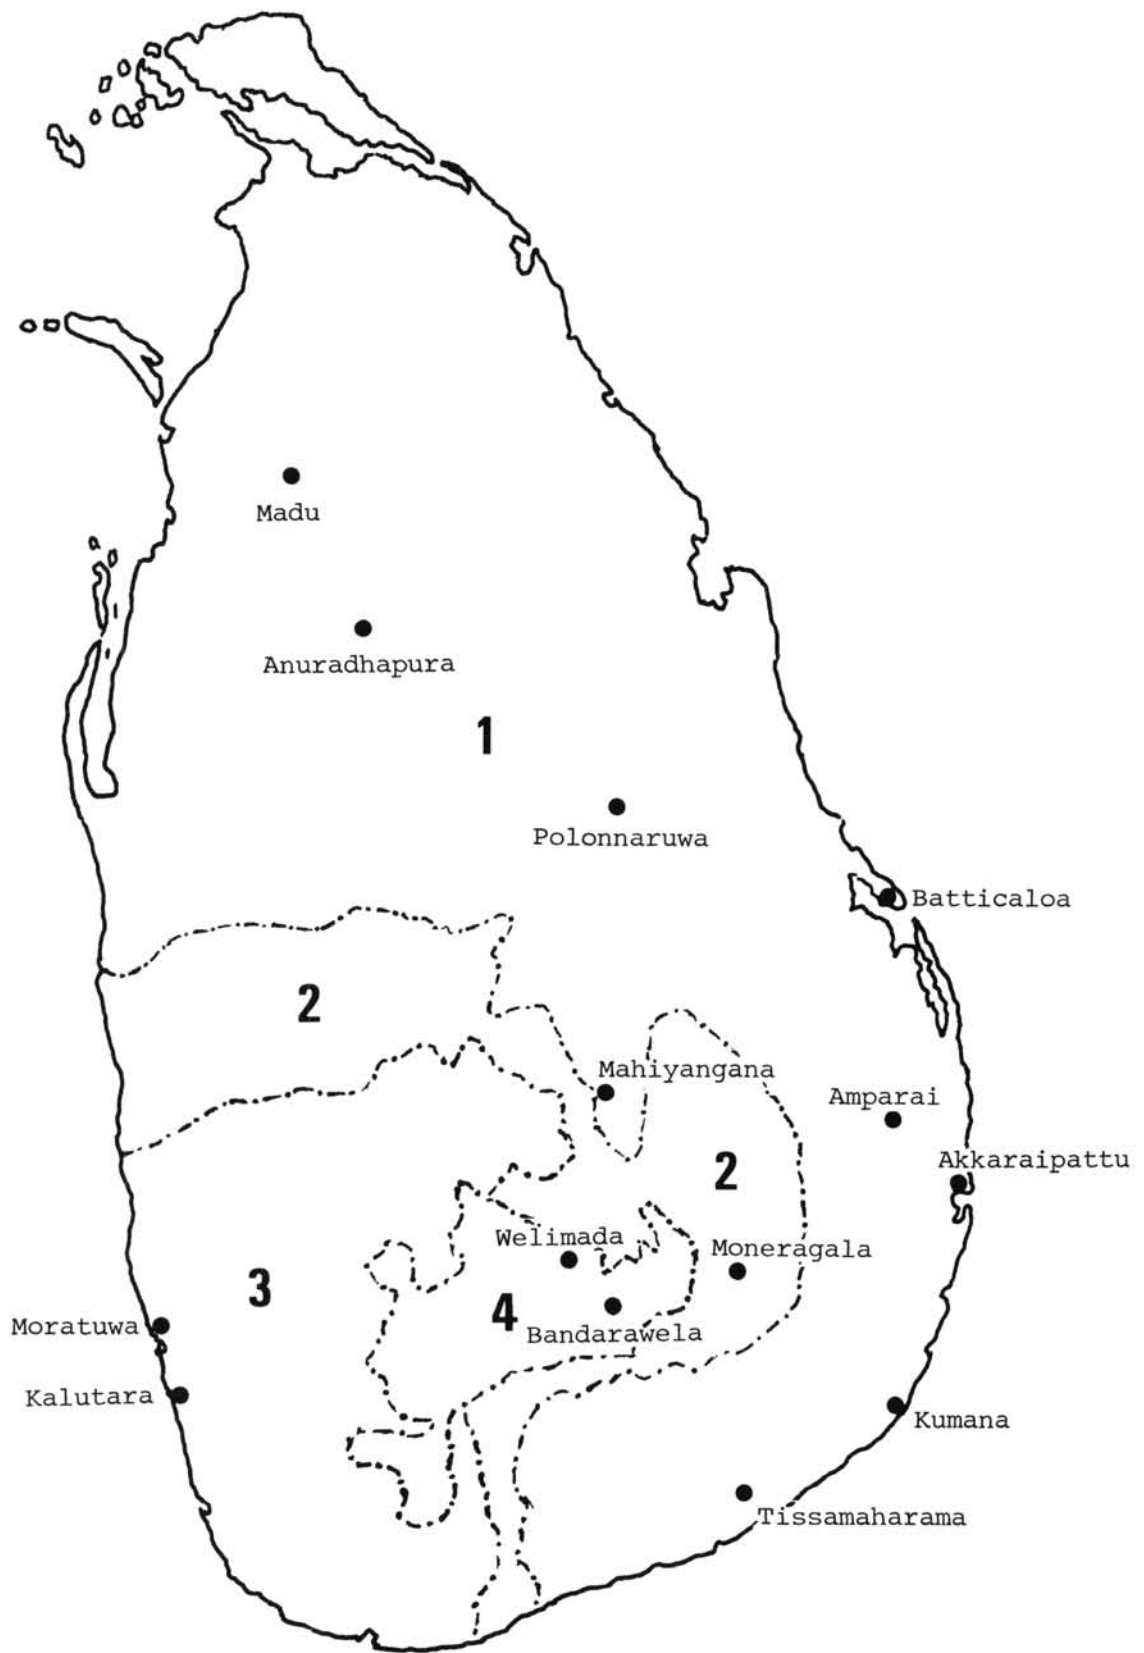 Madu
Anuradhapura
1
Polonnaruwa
Batticaloa
2
Mahiyangana
Amparai
Akkaraipattu
2
Welimada
Moneragala
3
4
Moratuwa
Bandarawela
Kalutara
Kumana
Tissamaharama